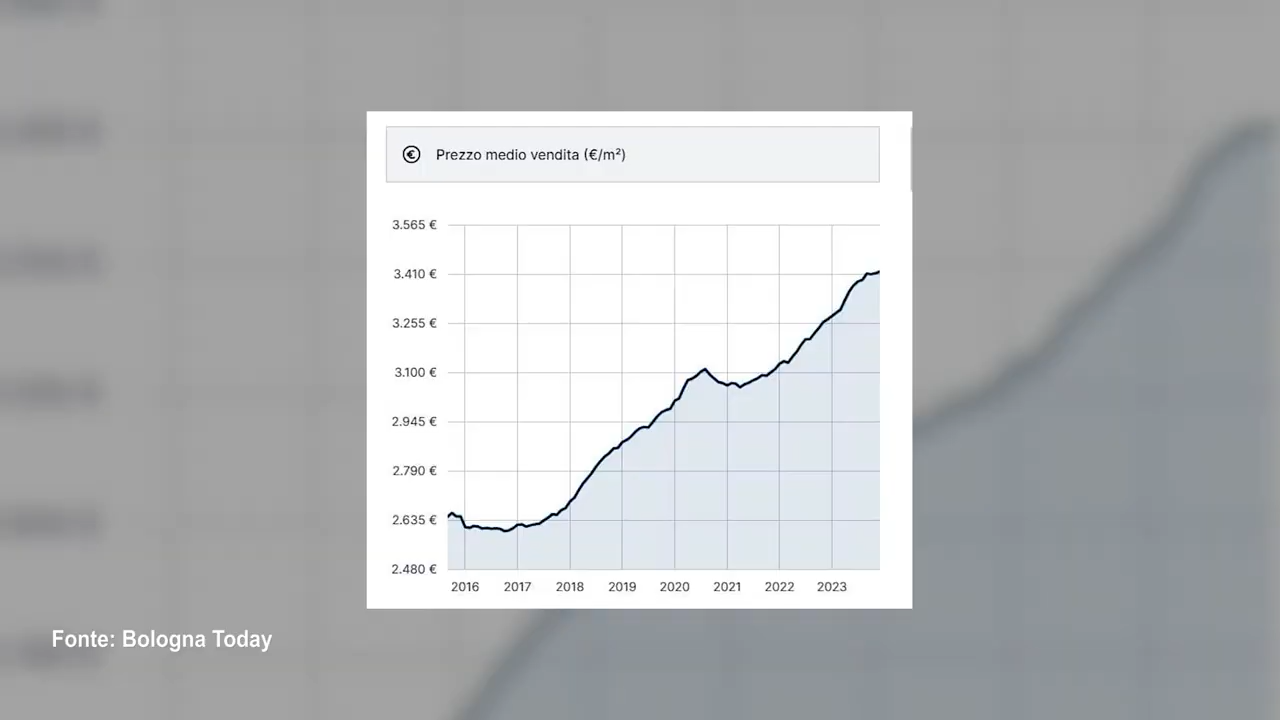 € Prezzo medio vendita (€/m²)
3.565 €
3.410 €
3.255 €
3.100 €
2.945 €
2.790 €
2.635 €
2.480 €
2016 2017 2018 2019 2020 2021 2022 2023
Fonte: Bologna Today